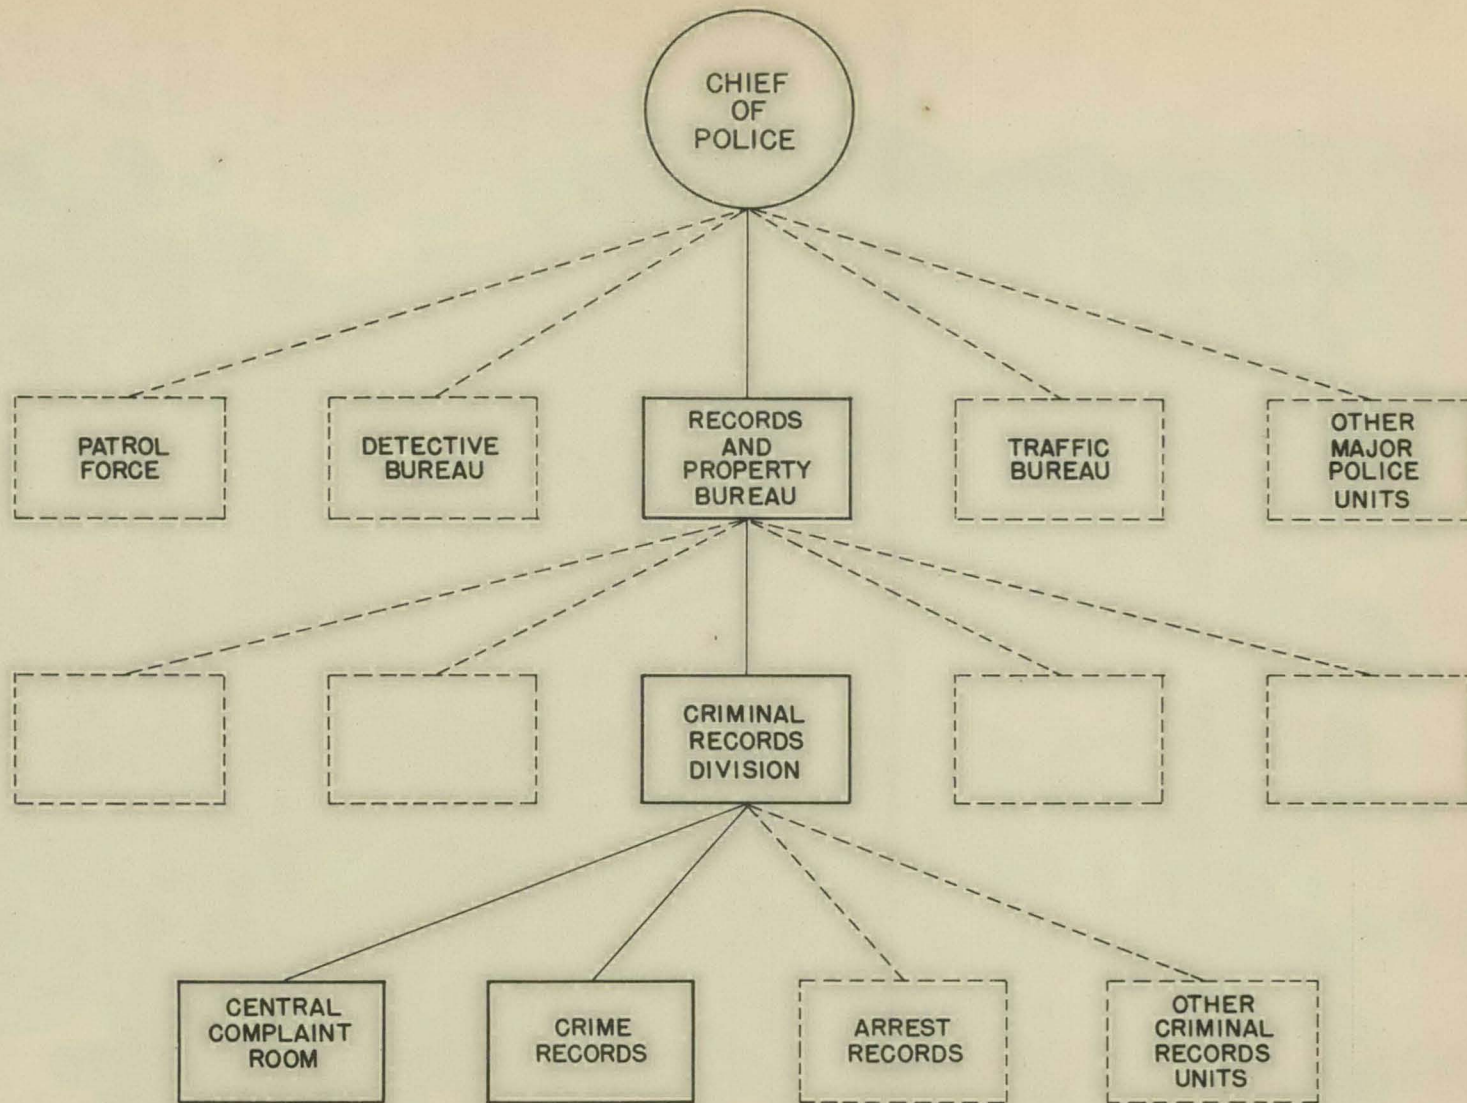 CHIEF
OF
POLICE
PATROL
FORCE
DETECTIVE
BUREAU
RECORDS
AND
PROPERTY
BUREAU
TRAFFIC
BUREAU
OTHER
MAJOR
POLICE
UNITS
CRIMINAL
RECORDS
DIVISION
CENTRAL
COMPLAINT
ROOM
CRIME
RECORDS
ARREST
RECORDS
OTHER
CRIMINAL
RECORDS
UNITS